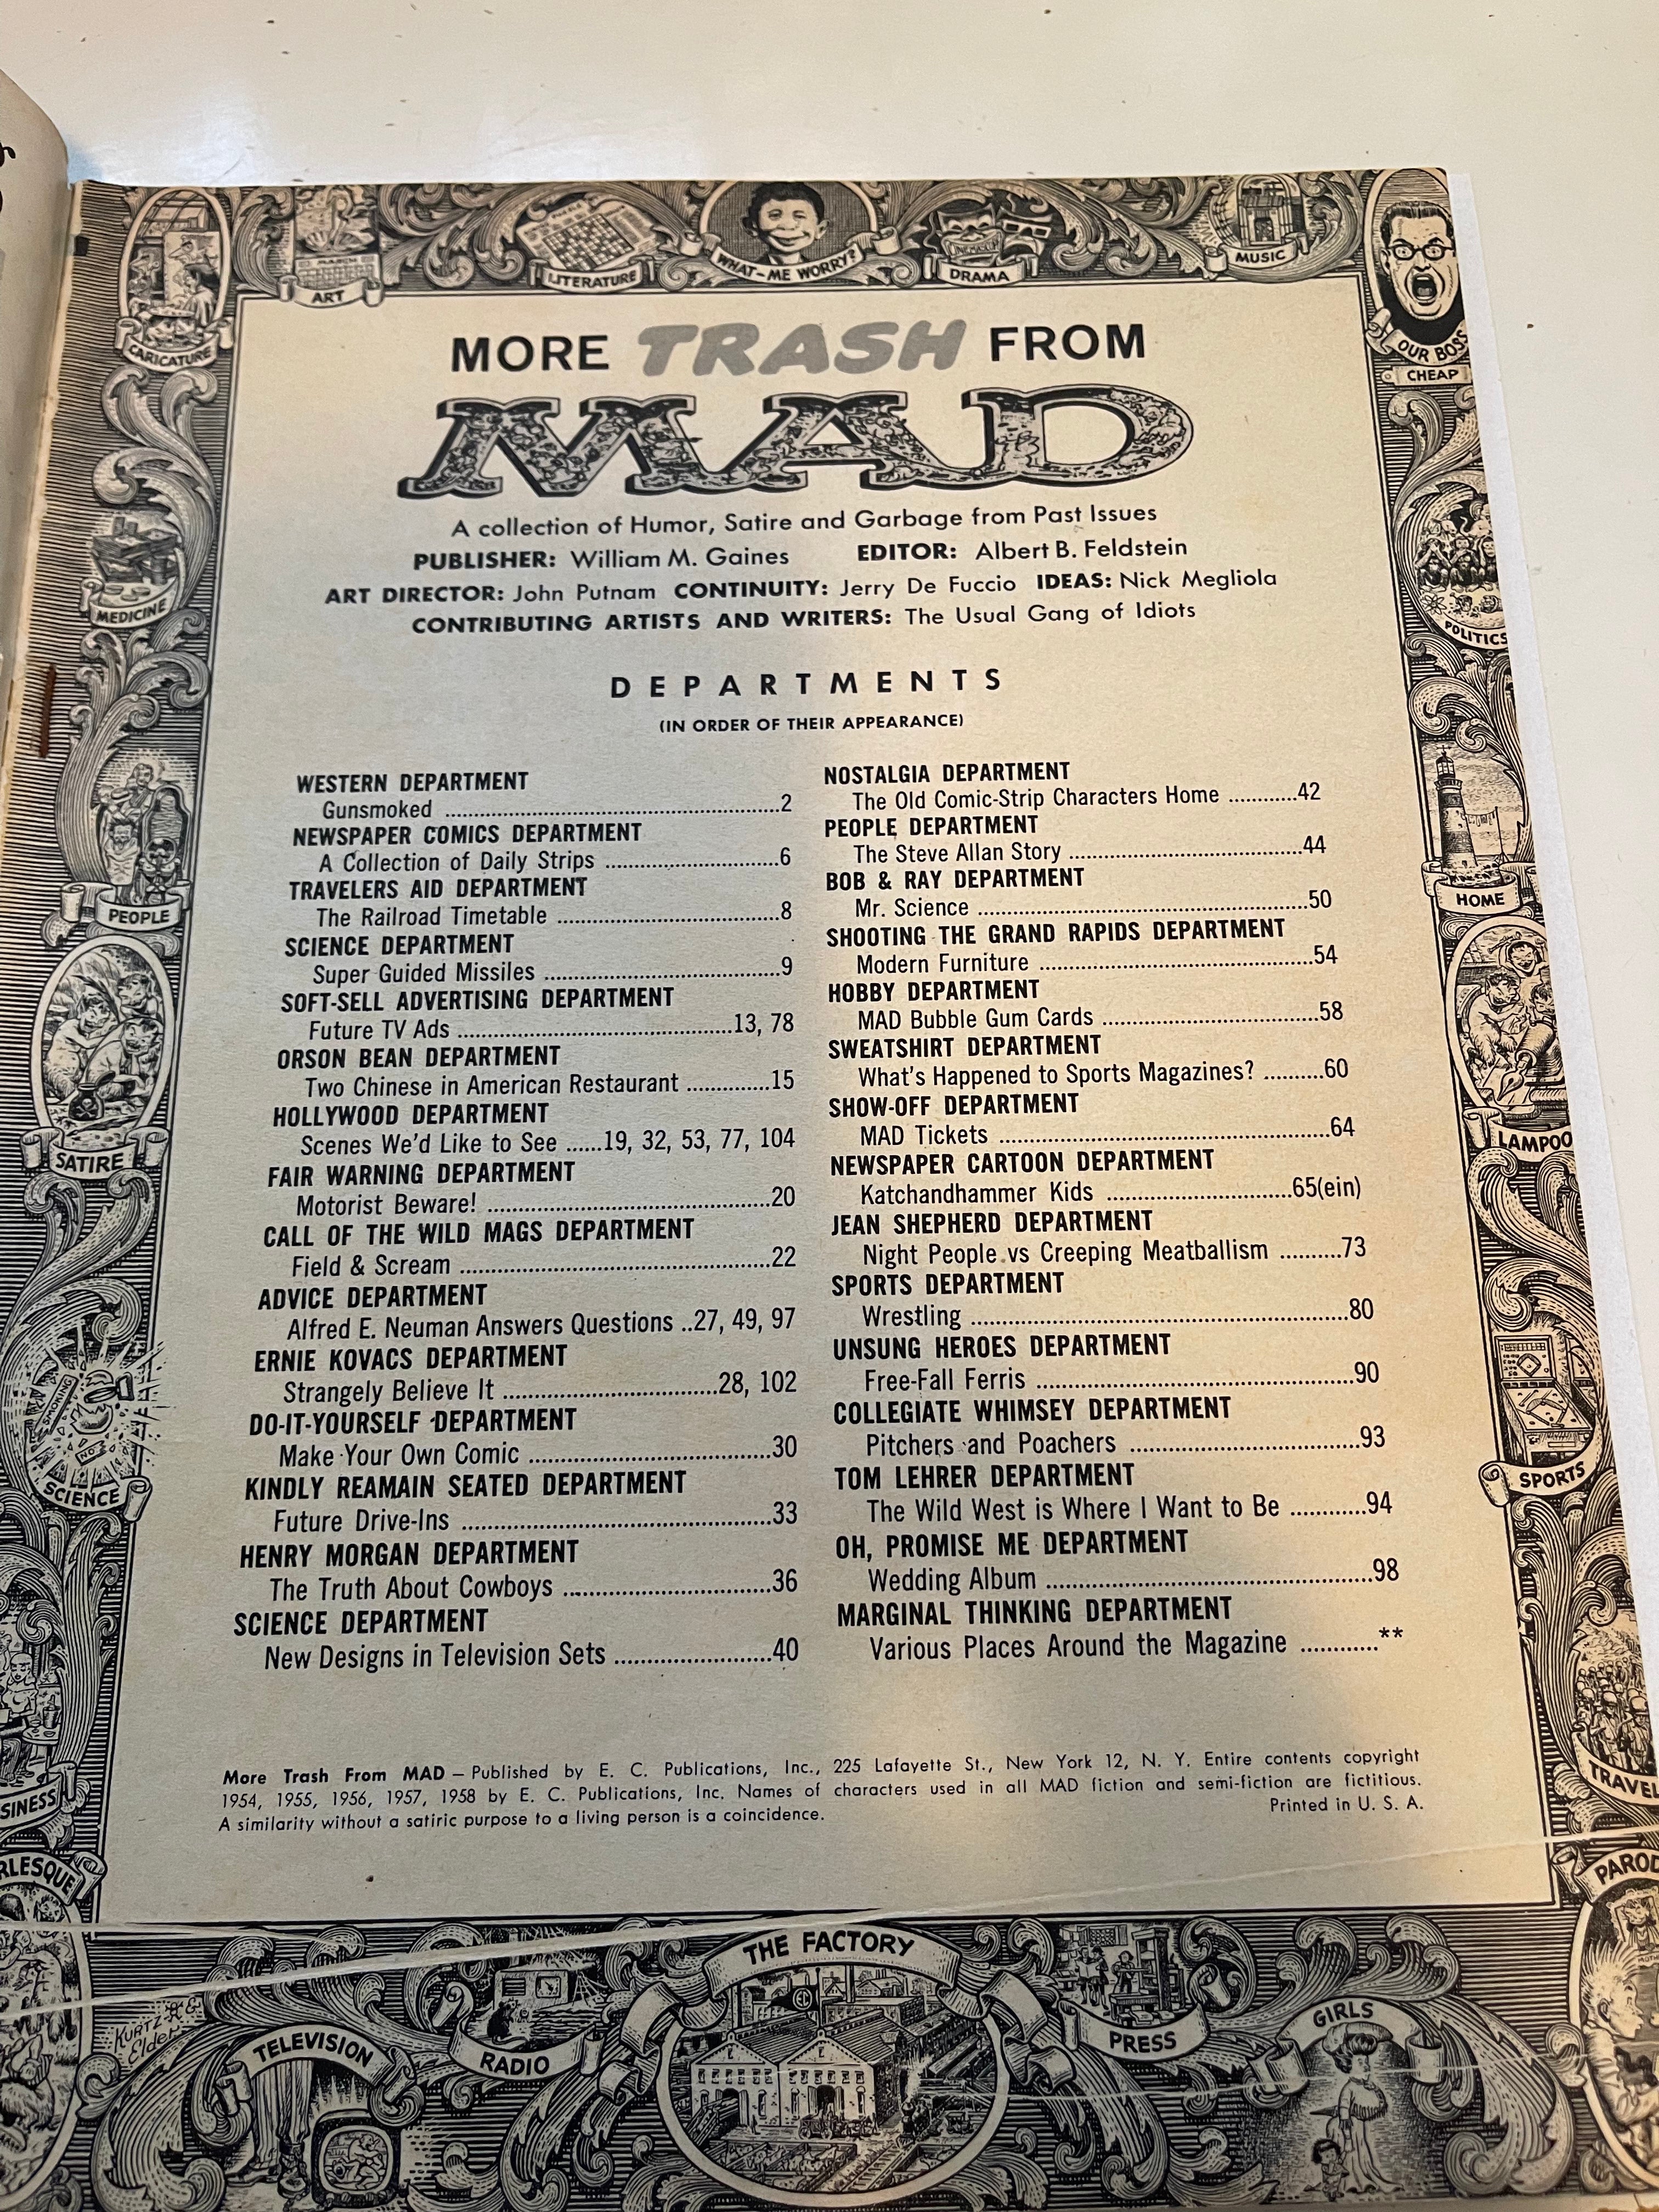 CARICATURE
ART
LITERATURE
WHAT—ME WORRY?
CINEMASCOPE
DRAMA
MUSIC
OUR BOSS
CHEAP
MORE TRASH FROM
MAD
A collection of Humor, Satire and Garbage from Past Issues
PUBLISHER: William M. Gaines EDITOR: Albert B. Feldstein
ART DIRECTOR: John Putnam CONTINUITY: Jerry De Fuccio IDEAS: Nick Megliola
CONTRIBUTING ARTISTS AND WRITERS: The Usual Gang of Idiots
DEPARTMENTS
(IN ORDER OF THEIR APPEARANCE)
WESTERN DEPARTMENT
Gunsmoked ........ 2
NEWSPAPER COMICS DEPARTMENT
A Collection of Daily Strips ........ 6
TRAVELERS AID DEPARTMENT
The Railroad Timetable ........ 8
SCIENCE DEPARTMENT
Super Guided Missiles ........ 9
SOFT-SELL ADVERTISING DEPARTMENT
Future TV Ads ........ 13, 78
ORSON BEAN DEPARTMENT
Two Chinese in American Restaurant ........ 15
HOLLYWOOD DEPARTMENT
Scenes We'd Like to See ...... 19, 32, 53, 77, 104
FAIR WARNING DEPARTMENT
Motorist Beware! ........ 20
CALL OF THE WILD MAGS DEPARTMENT
Field & Scream ........ 22
ADVICE DEPARTMENT
Alfred E. Neuman Answers Questions ..27, 49, 97
ERNIE KOVACS DEPARTMENT
Strangely Believe It ........ 28, 102
DO-IT-YOURSELF DEPARTMENT
Make Your Own Comic ........ 30
KINDLY REAMAIN SEATED DEPARTMENT
Future Drive-Ins ........ 33
HENRY MORGAN DEPARTMENT
The Truth About Cowboys ........ 36
SCIENCE DEPARTMENT
New Designs in Television Sets ........ 40
NOSTALGIA DEPARTMENT
The Old Comic-Strip Characters Home ........ 42
PEOPLE DEPARTMENT
The Steve Allan Story ........ 44
BOB & RAY DEPARTMENT
Mr. Science ........ 50
SHOOTING THE GRAND RAPIDS DEPARTMENT
Modern Furniture ........ 54
HOBBY DEPARTMENT
MAD Bubble Gum Cards ........ 58
SWEATSHIRT DEPARTMENT
What's Happened to Sports Magazines? ........ 60
SHOW-OFF DEPARTMENT
MAD Tickets ........ 64
NEWSPAPER CARTOON DEPARTMENT
Katchandhammer Kids ........ 65(ein)
JEAN SHEPHERD DEPARTMENT
Night People vs Creeping Meatballism ........ 73
SPORTS DEPARTMENT
Wrestling ........ 80
UNSUNG HEROES DEPARTMENT
Free-Fall Ferris ........ 90
COLLEGIATE WHIMSEY DEPARTMENT
Pitchers and Poachers ........ 93
TOM LEHRER DEPARTMENT
The Wild West is Where I Want to Be ........ 94
OH, PROMISE ME DEPARTMENT
Wedding Album ........ 98
MARGINAL THINKING DEPARTMENT
Various Places Around the Magazine ........ **
More Trash From MAD — Published by E. C. Publications, Inc., 225 Lafayette St., New York 12, N. Y. Entire contents copyright
1954, 1955, 1956, 1957, 1958 by E. C. Publications, Inc. Names of characters used in all MAD fiction and semi-fiction are fictitious.
A similarity without a satiric purpose to a living person is a coincidence. Printed in U. S. A.
MEDICINE
PEOPLE
SATIRE
NO
SMOKING
SCIENCE
SINESS
RLESQUE
POLITICS
HOME
LAMPOO
SPORTS
TRAVEL
PAROD
KURTZ
Elder
TELEVISION
RADIO
THE FACTORY
PRESS
GIRLS